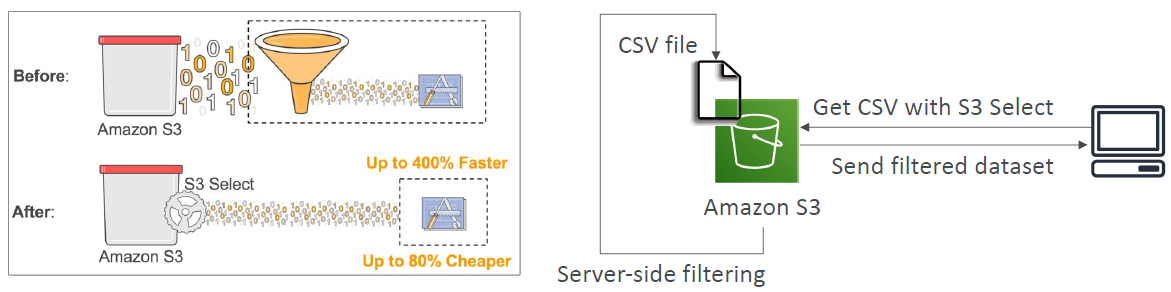 Before:
Amazon S3
Up to 400% Faster
S3 Select
After:
Amazon S3
Up to 80% Cheaper
CSV file
Get CSV with S3 Select
Send filtered dataset
Amazon S3
Server-side filtering